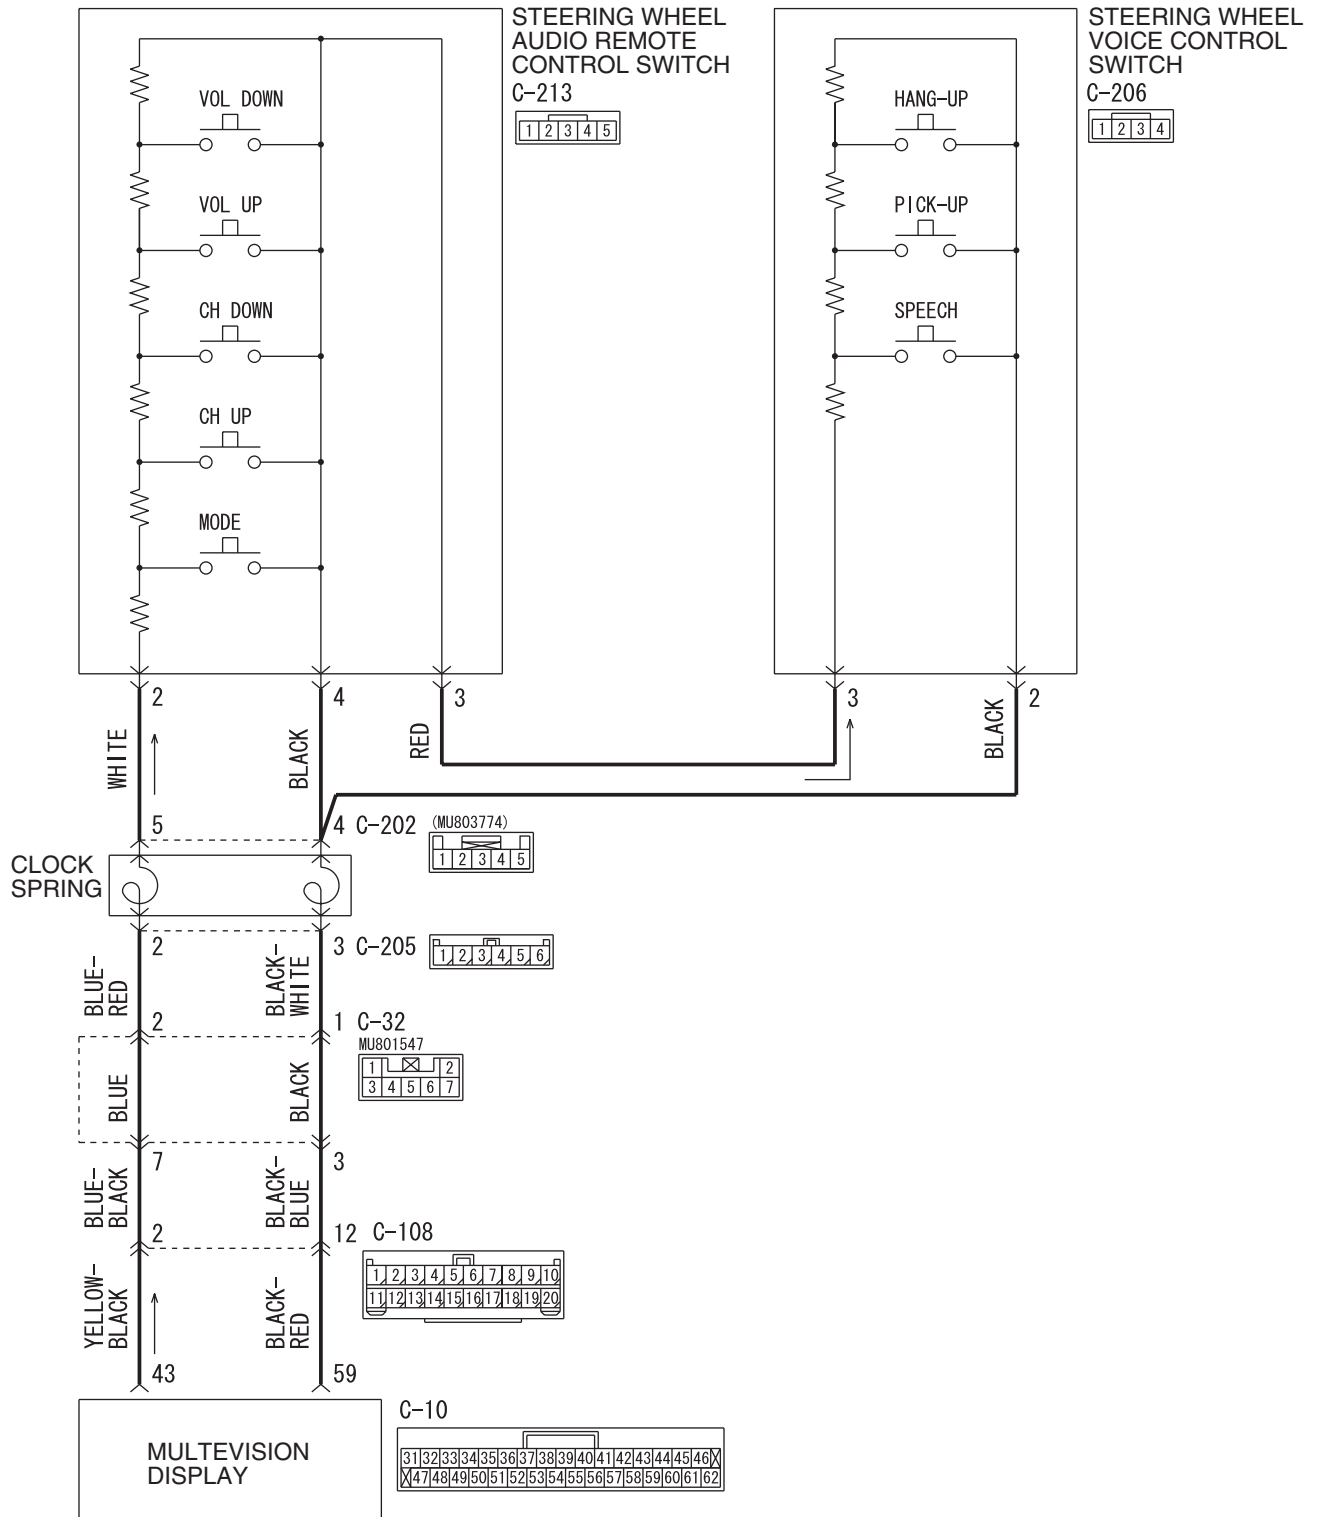 STEERING WHEEL
AUDIO REMOTE
CONTROL SWITCH
C-213
1 2 3 4 5
STEERING WHEEL
VOICE CONTROL
SWITCH
C-206
1 2 3 4
VOL DOWN
VOL UP
CH DOWN
CH UP
MODE
HANG-UP
PICK-UP
SPEECH
2
4
3
3
2
WHITE
BLACK
RED
BLACK
5
4 C-202
(MU803774)
1 2 3 4 5
CLOCK
SPRING
2
3 C-205
1 2 3 4 5 6
BLUE-
RED
BLACK-
WHITE
2
1 C-32
MU801547
1 2
3 4 5 6 7
BLUE
BLACK
7
3
BLUE-
BLACK
BLACK-
BLUE
2
12 C-108
1 2 3 4 5 6 7 8 9 10
11 12 13 14 15 16 17 18 19 20
YELLOW-
BLACK
BLACK-
RED
43
59
C-10
31 32 33 34 35 36 37 38 39 40 41 42 43 44 45 46
47 48 49 50 51 52 53 54 55 56 57 58 59 60 61 62
MULTEVISION
DISPLAY